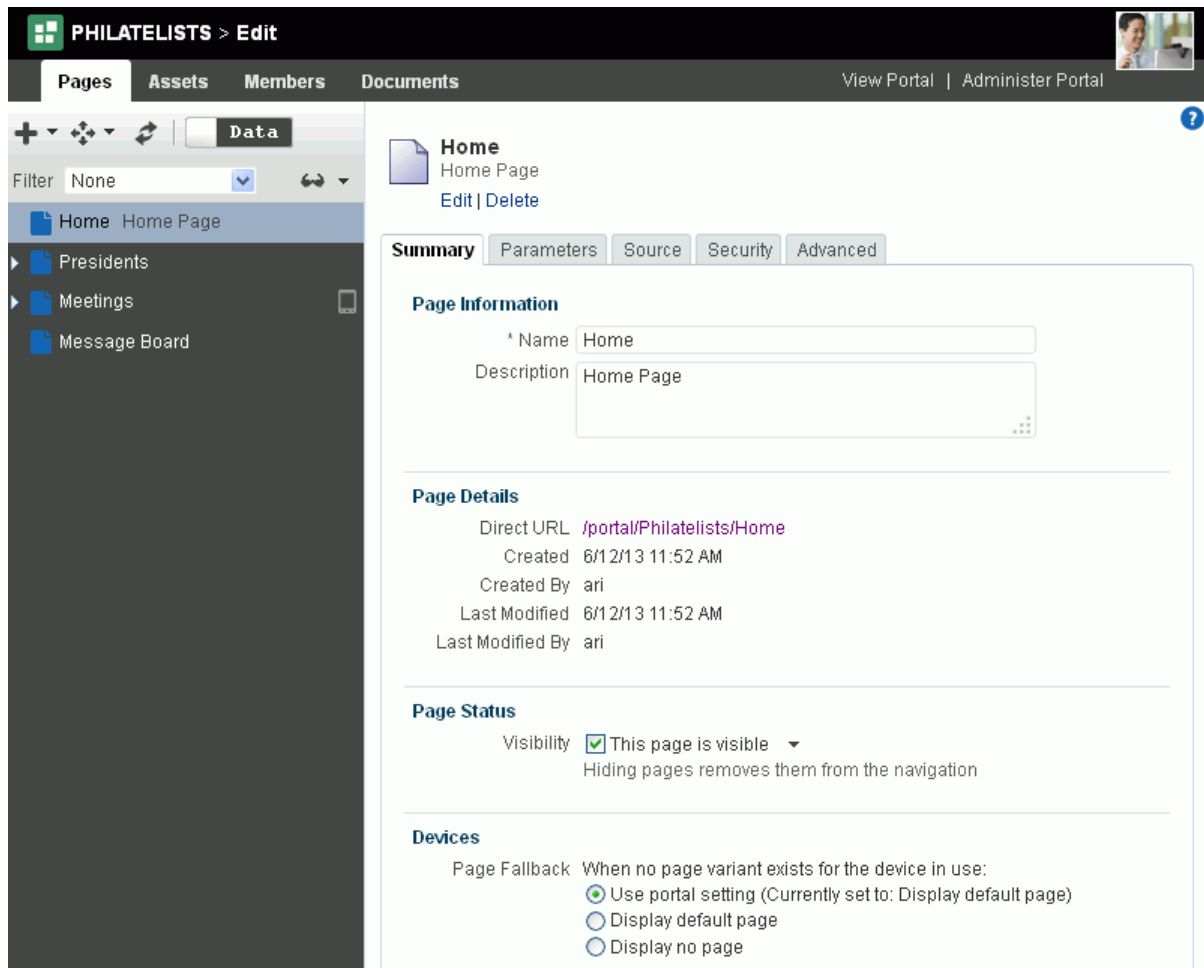 PHILATELISTS > Edit
Pages Assets Members Documents View Portal | Administer Portal
Data
Filter None
Home Home Page
Presidents
Meetings
Message Board
?
Home
Home Page
Edit | Delete
Summary Parameters Source Security Advanced
Page Information
* Name Home
Description Home Page
Page Details
Direct URL /portal/Philatelists/Home
Created 6/12/13 11:52 AM
Created By ari
Last Modified 6/12/13 11:52 AM
Last Modified By ari
Page Status
Visibility This page is visible
Hiding pages removes them from the navigation
Devices
Page Fallback When no page variant exists for the device in use:
Use portal setting (Currently set to: Display default page)
Display default page
Display no page